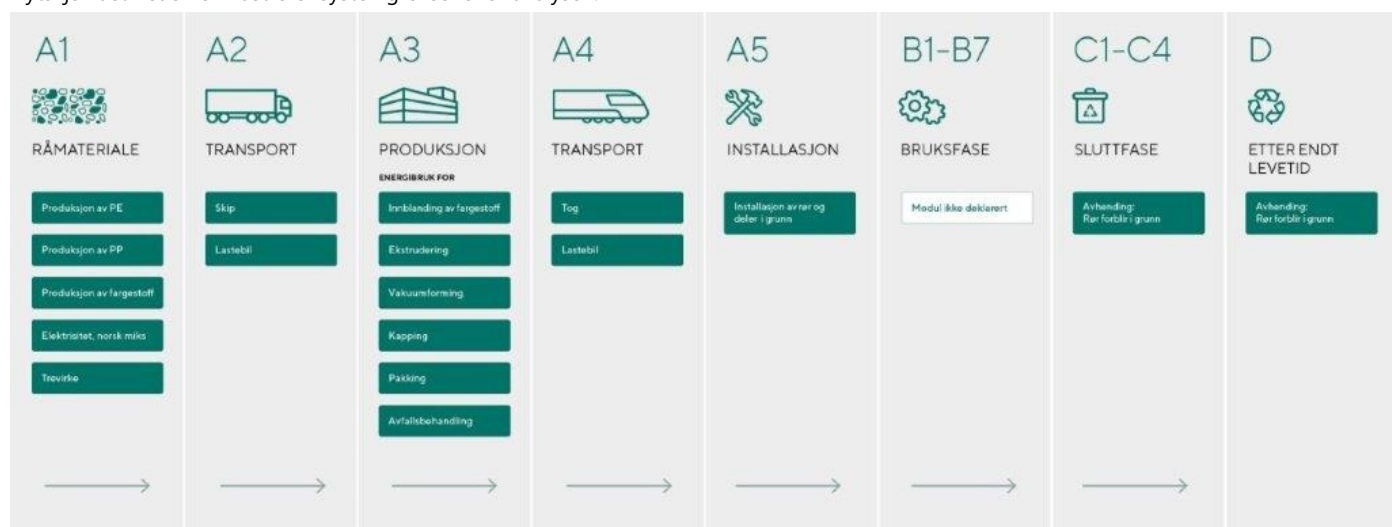 A1
RÅMATERIALE
Produksjon av PE
Produksjon av PP
Produksjon av fargestoff
Elektrisitet, norsk miks
Trevirke
A2
TRANSPORT
Skip
Lastebil
A3
PRODUKSJON
ENERGIBRUK FOR
Innblanding av fargestoff
Ekstrudering
Vakuumforming
Kapping
Pakking
Avfallsbehandling
A4
TRANSPORT
Tog
Lastebil
A5
INSTALLASJON
Installasjon av rør og
deler i grunn
B1-B7
BRUKSFASE
Modul ikke deklarert
C1-C4
SLUTTFASE
Avhending:
Rør forblir i grunn
D
ETTER ENDT
LEVETID
Avhending:
Rør forblir i grunn